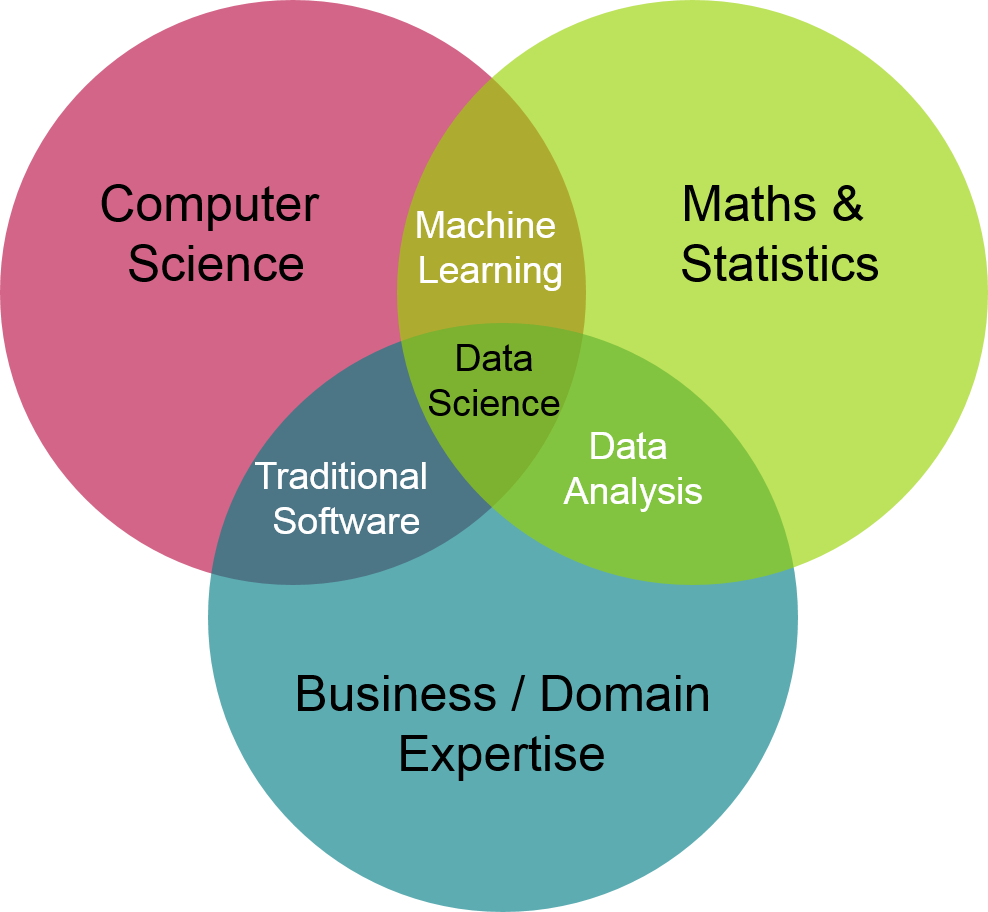 Computer
Science
Maths &
Statistics
Machine
Learning
Data
Science
Data
Analysis
Traditional
Software
Business / Domain
Expertise